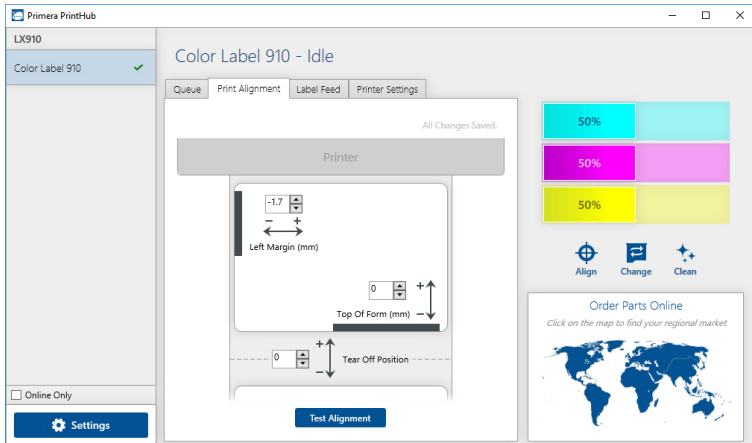 Primera PrintHub
LX910
Color Label 910
Color Label 910 - Idle
Queue
Print Alignment
Label Feed
Printer Settings
All Changes Saved.
Printer
-1.7
− +
Left Margin (mm)
0
+
Top Of Form (mm) −
0
+
Tear Off Position
−
Test Alignment
50%
50%
50%
Align
Change
Clean
Order Parts Online
Click on the map to find your regional market
Online Only
Settings